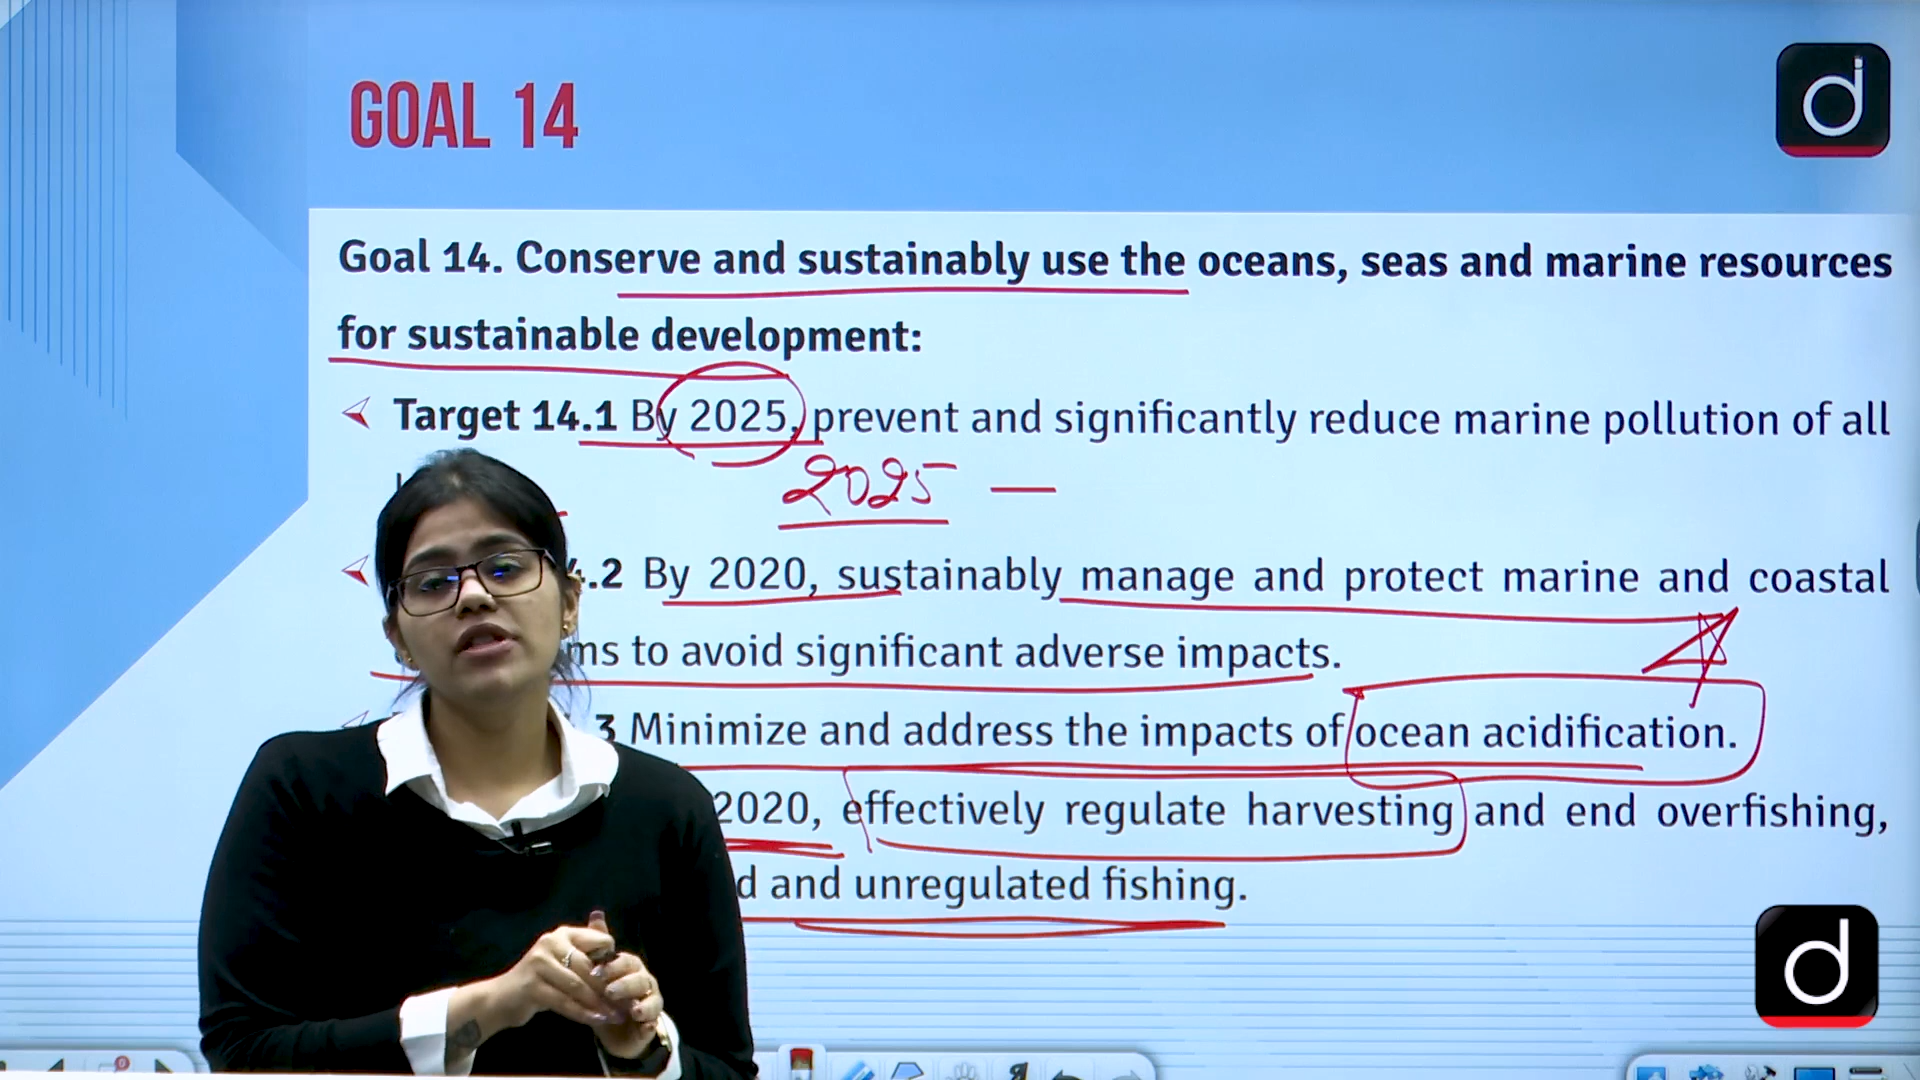 GOAL 14
d
Goal 14. Conserve and sustainably use the oceans, seas and marine resources
for sustainable development:
Target 14.1 By 2025, prevent and significantly reduce marine pollution of all
2025 —
.2 By 2020, sustainably manage and protect marine and coastal
ms to avoid significant adverse impacts.
3 Minimize and address the impacts of ocean acidification.
2020, effectively regulate harvesting and end overfishing,
d and unregulated fishing.
d